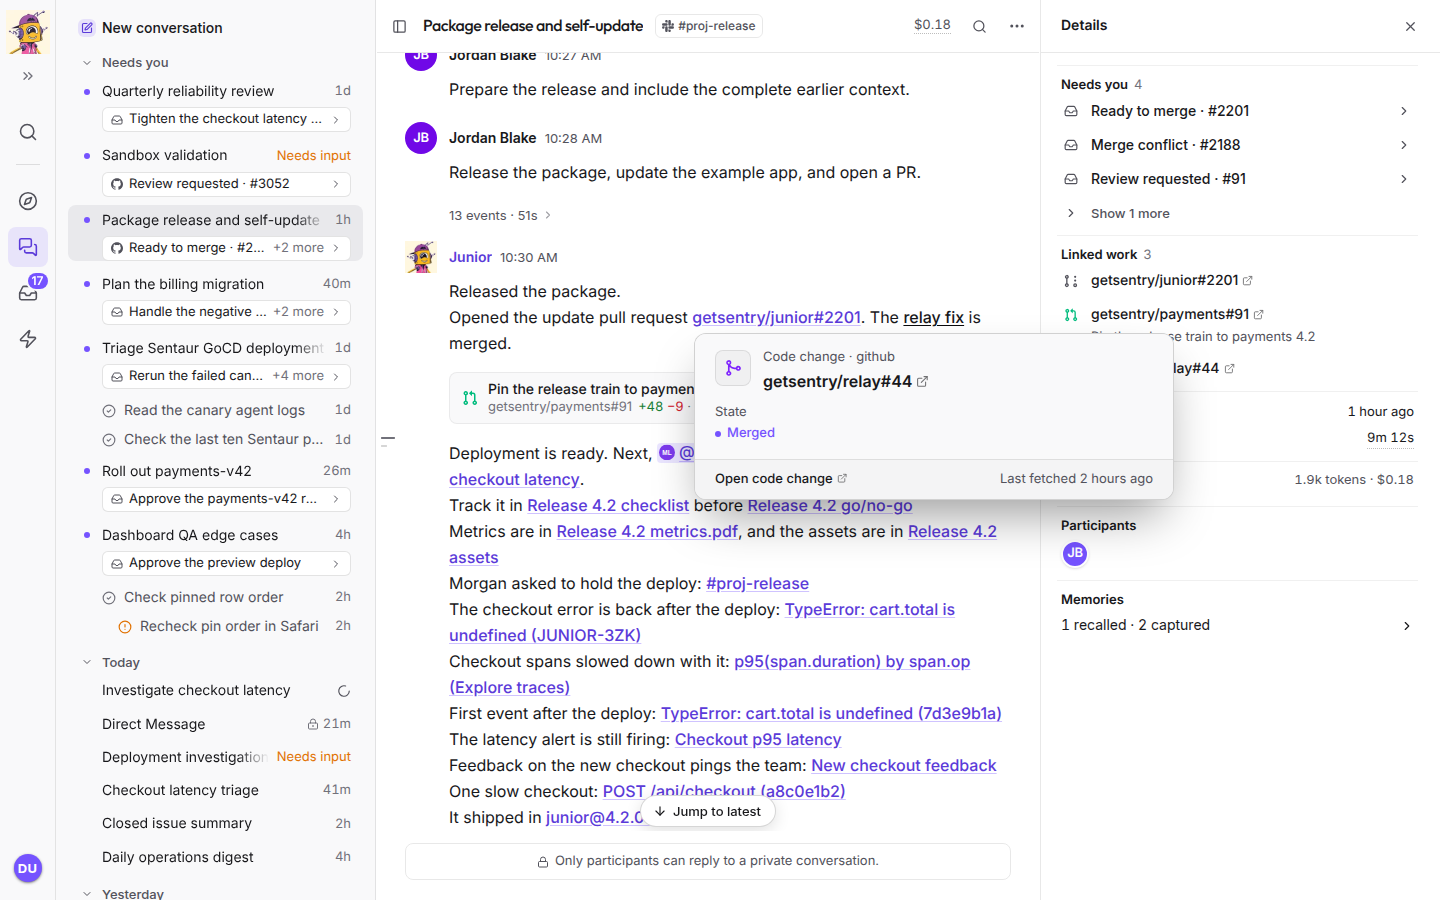 New conversation
Needs you
Quarterly reliability review 1d
Tighten the checkout latency ...
Sandbox validation Needs input
Review requested · #3052
Package release and self-update 1h
Ready to merge · #2... +2 more
Plan the billing migration 40m
Handle the negative ... +2 more
Triage Sentaur GoCD deployment 1d
Rerun the failed can... +4 more
Read the canary agent logs 1d
Check the last ten Sentaur p... 1d
Roll out payments-v42 26m
Approve the payments-v42 r...
Dashboard QA edge cases 4h
Approve the preview deploy
Check pinned row order 2h
Recheck pin order in Safari 2h
Today
Investigate checkout latency
Direct Message 21m
Deployment investigation Needs input
Checkout latency triage 41m
Closed issue summary 2h
Daily operations digest 4h
Yesterday
17
DU
Package release and self-update #proj-release $0.18
JB Jordan Blake 10:27 AM
Prepare the release and include the complete earlier context.
JB Jordan Blake 10:28 AM
Release the package, update the example app, and open a PR.
13 events · 51s
Junior 10:30 AM
Released the package.
Opened the update pull request getsentry/junior#2201. The relay fix is
merged.
Pin the release train to paymen
getsentry/payments#91 +48 −9 ·
Deployment is ready. Next, ML @
checkout latency.
Track it in Release 4.2 checklist before Release 4.2 go/no-go
Metrics are in Release 4.2 metrics.pdf, and the assets are in Release 4.2
assets
Morgan asked to hold the deploy: #proj-release
The checkout error is back after the deploy: TypeError: cart.total is
undefined (JUNIOR-3ZK)
Checkout spans slowed down with it: p95(span.duration) by span.op
(Explore traces)
First event after the deploy: TypeError: cart.total is undefined (7d3e9b1a)
The latency alert is still firing: Checkout p95 latency
Feedback on the new checkout pings the team: New checkout feedback
One slow checkout: POST /api/checkout (a8c0e1b2)
It shipped in junior@4.2.0
Jump to latest
Only participants can reply to a private conversation.
Code change · github
getsentry/relay#44
State
Merged
Open code change Last fetched 2 hours ago
Details
Needs you 4
Ready to merge · #2201
Merge conflict · #2188
Review requested · #91
Show 1 more
Linked work 3
getsentry/junior#2201
getsentry/payments#91
se train to payments 4.2
lay#44
1 hour ago
9m 12s
1.9k tokens · $0.18
Participants
JB
Memories
1 recalled · 2 captured